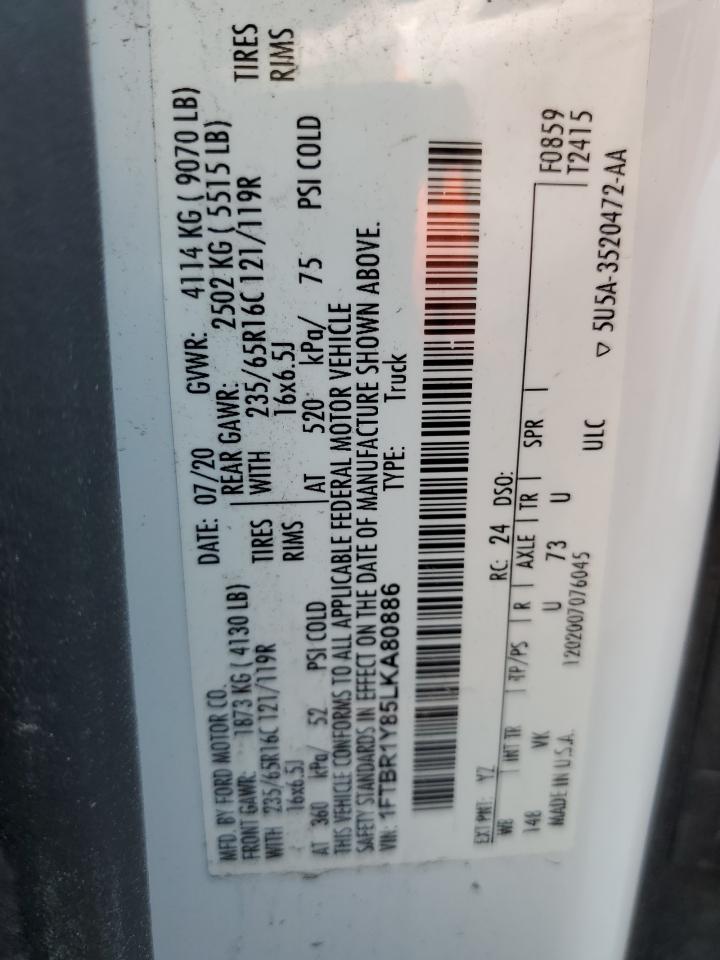 MFD. BY FORD MOTOR CO.
DATE: 07/20 GVWR: 4114 KG ( 9070 LB)
FRONT GAWR: 1873 KG ( 4130 LB)
REAR GAWR: 2502 KG ( 5515 LB)
WITH 235/65R16C 121/119R TIRES
WITH 235/65R16C 121/119R TIRES
16x6.5J RIMS
16x6.5J RIMS
AT 360 kPa/ 52 PSI COLD
AT 520 kPa/ 75 PSI COLD
THIS VEHICLE CONFORMS TO ALL APPLICABLE FEDERAL MOTOR VEHICLE
SAFETY STANDARDS IN EFFECT ON THE DATE OF MANUFACTURE SHOWN ABOVE.
VIN: 1FTBR1Y85LKA80886
TYPE: Truck
EXT PNT: YZ RC: 24 DSO:
WB INT TR TP/PS R AXLE TR SPR
F0859
T2415
148 VK U 73 U
MADE IN U.S.A.
1202007076045
ULC
▽ 5U5A-3520472-AA